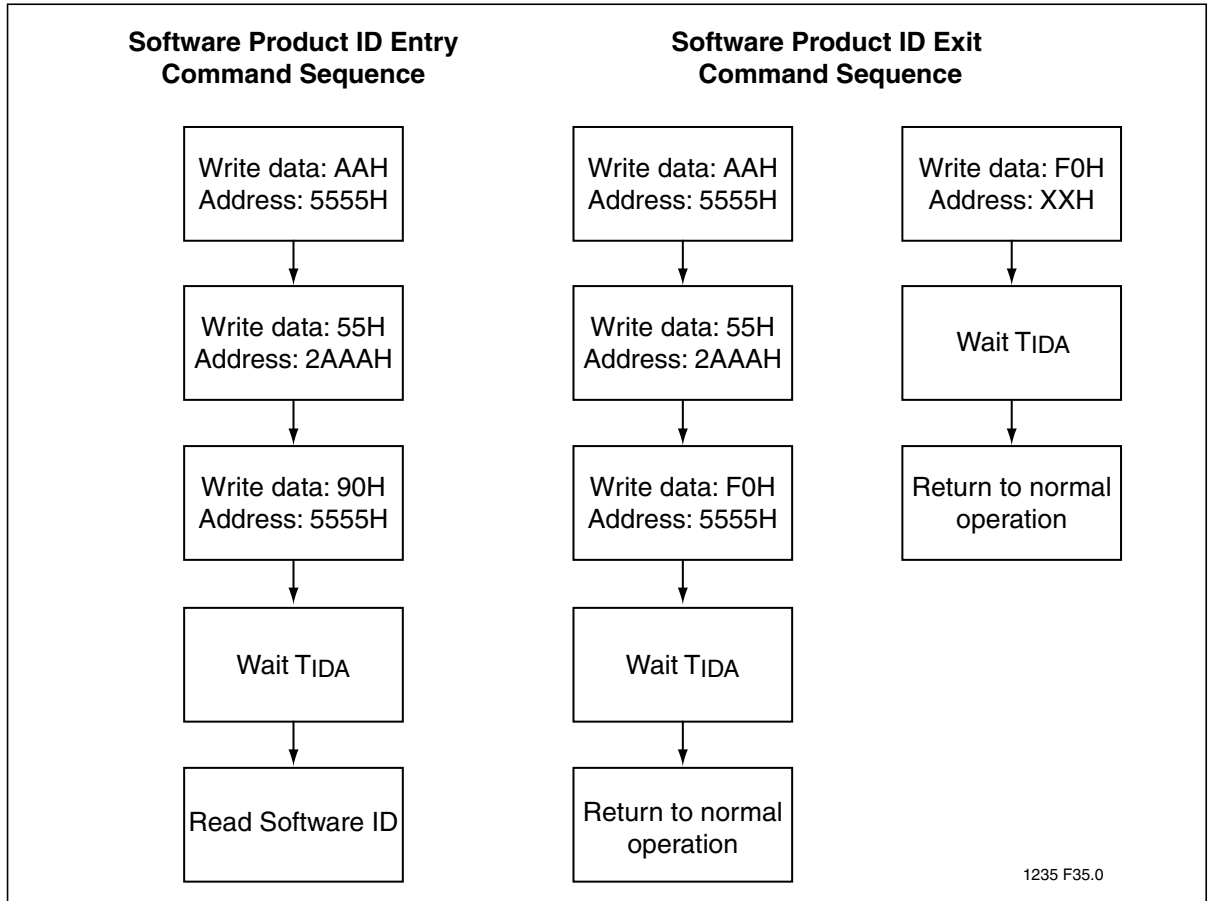 Software Product ID Entry
Command Sequence
Write data: AAH
Address: 5555H
Write data: 55H
Address: 2AAAH
Write data: 90H
Address: 5555H
Wait TIDA
Read Software ID
Software Product ID Exit
Command Sequence
Write data: AAH
Address: 5555H
Write data: 55H
Address: 2AAAH
Write data: F0H
Address: 5555H
Wait TIDA
Return to normal
operation
Write data: F0H
Address: XXH
Wait TIDA
Return to normal
operation
1235 F35.0